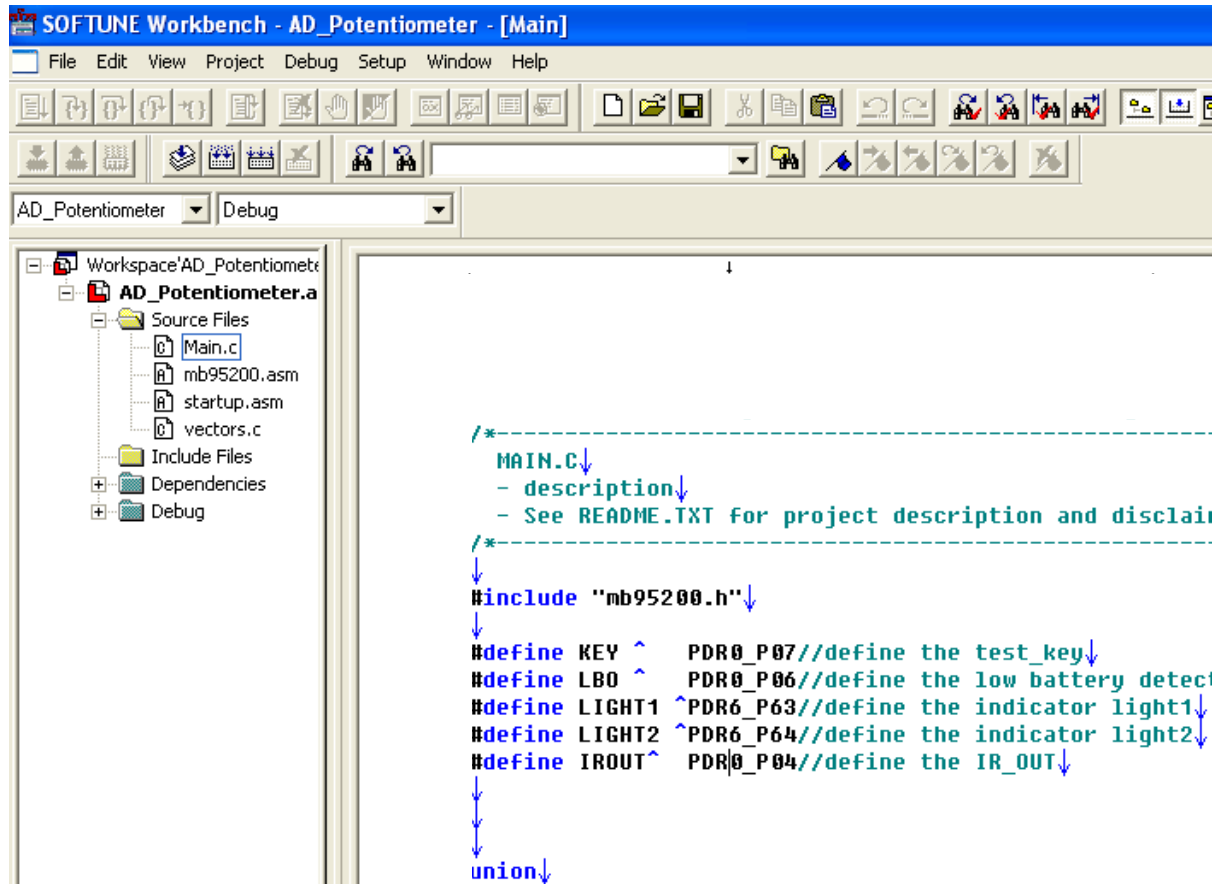 SOFTUNE Workbench - AD_Potentiometer - [Main]
File Edit View Project Debug Setup Window Help
AD_Potentiometer Debug
Workspace'AD_Potentiomete
AD_Potentiometer.a
Source Files
Main.c
mb95200.asm
startup.asm
vectors.c
Include Files
Dependencies
Debug
/*------------------------------------------------------
MAIN.C↓
- description↓
- See README.TXT for project description and disclai
/*------------------------------------------------------
↓
#include "mb95200.h"↓
↓
#define KEY ^ PDR0_P07//define the test_key↓
#define LBO ^ PDR0_P06//define the low battery detect
#define LIGHT1 ^PDR6_P63//define the indicator light1↓
#define LIGHT2 ^PDR6_P64//define the indicator light2↓
#define IROUT^ PDR0_P04//define the IR_OUT↓
↓
↓
↓
union↓